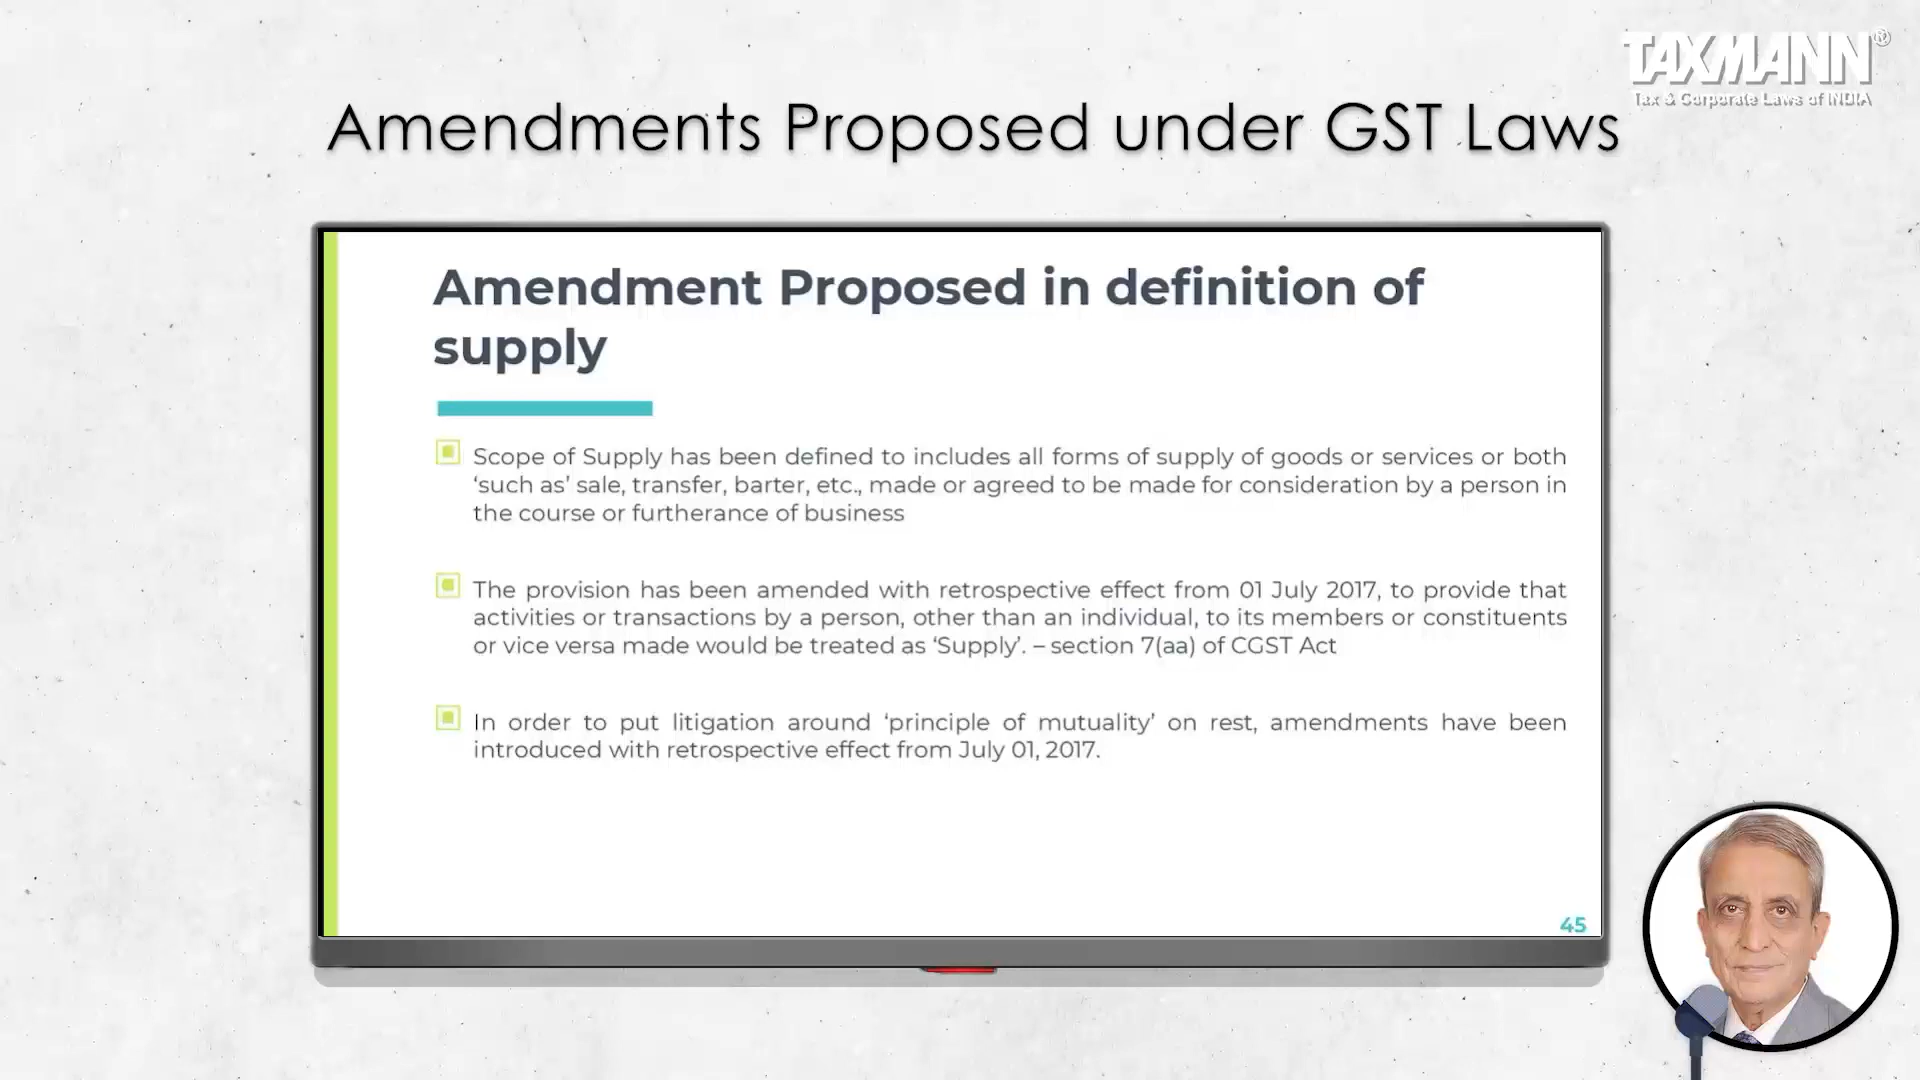 TAXMANN®
Tax & Corporate Laws of INDIA
Amendments Proposed under GST Laws
Amendment Proposed in definition of
supply
Scope of Supply has been defined to includes all forms of supply of goods or services or both
‘such as’ sale, transfer, barter, etc., made or agreed to be made for consideration by a person in
the course or furtherance of business
The provision has been amended with retrospective effect from 01 July 2017, to provide that
activities or transactions by a person, other than an individual, to its members or constituents
or vice versa made would be treated as ‘Supply’. – section 7(aa) of CGST Act
In order to put litigation around ‘principle of mutuality’ on rest, amendments have been
introduced with retrospective effect from July 01, 2017.
45